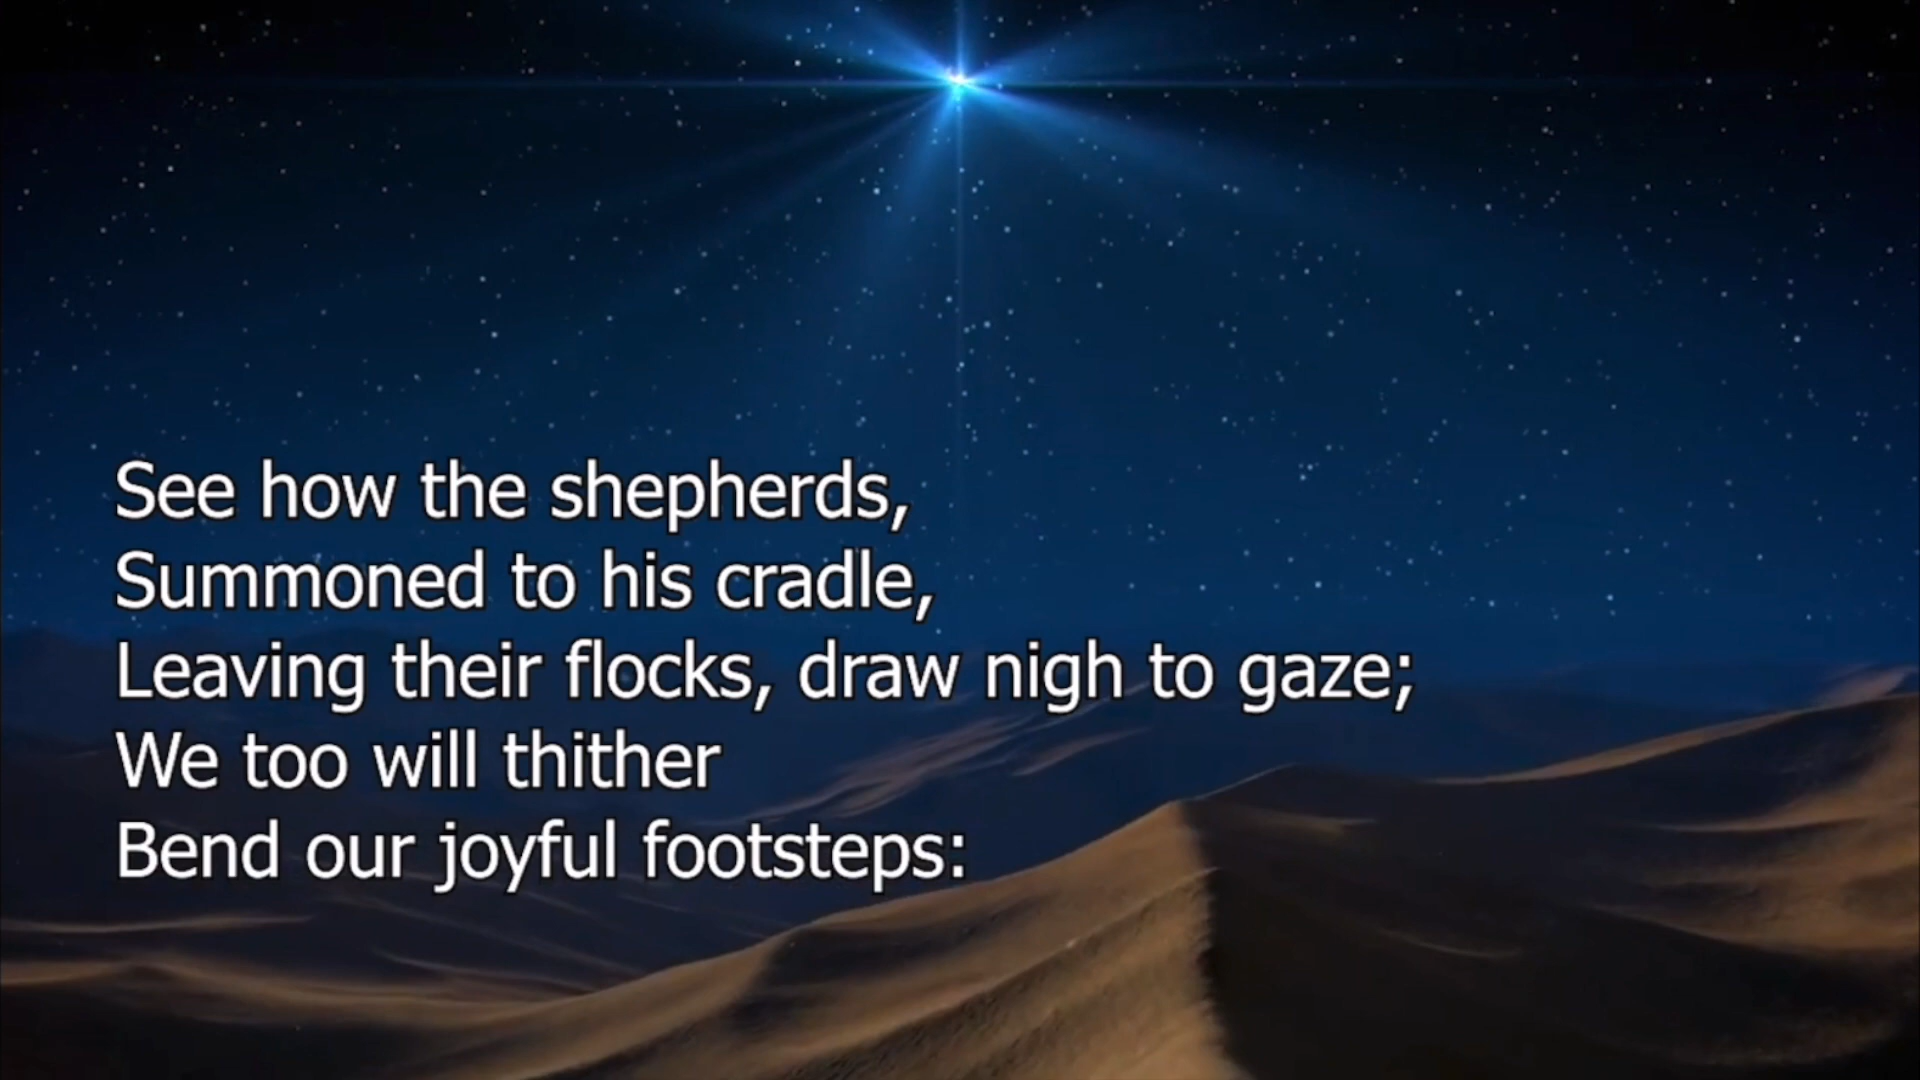 See how the shepherds,
Summoned to his cradle,
Leaving their flocks, draw nigh to gaze;
We too will thither
Bend our joyful footsteps: